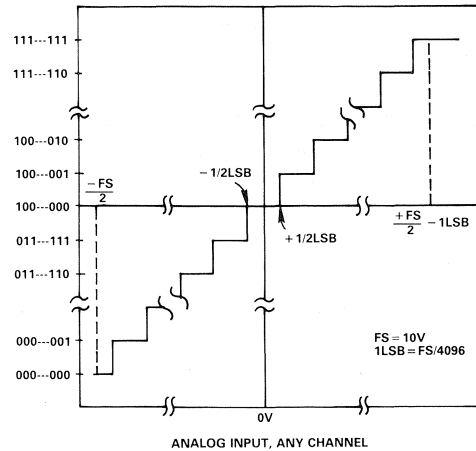 111---111
111---110
100---010
100---001
100---000
011---111
011---110
000---001
000---000
-FS
2
-1/2LSB
+1/2LSB
+FS
2
-1LSB
FS=10V
1LSB=FS/4096
0V
ANALOG INPUT, ANY CHANNEL